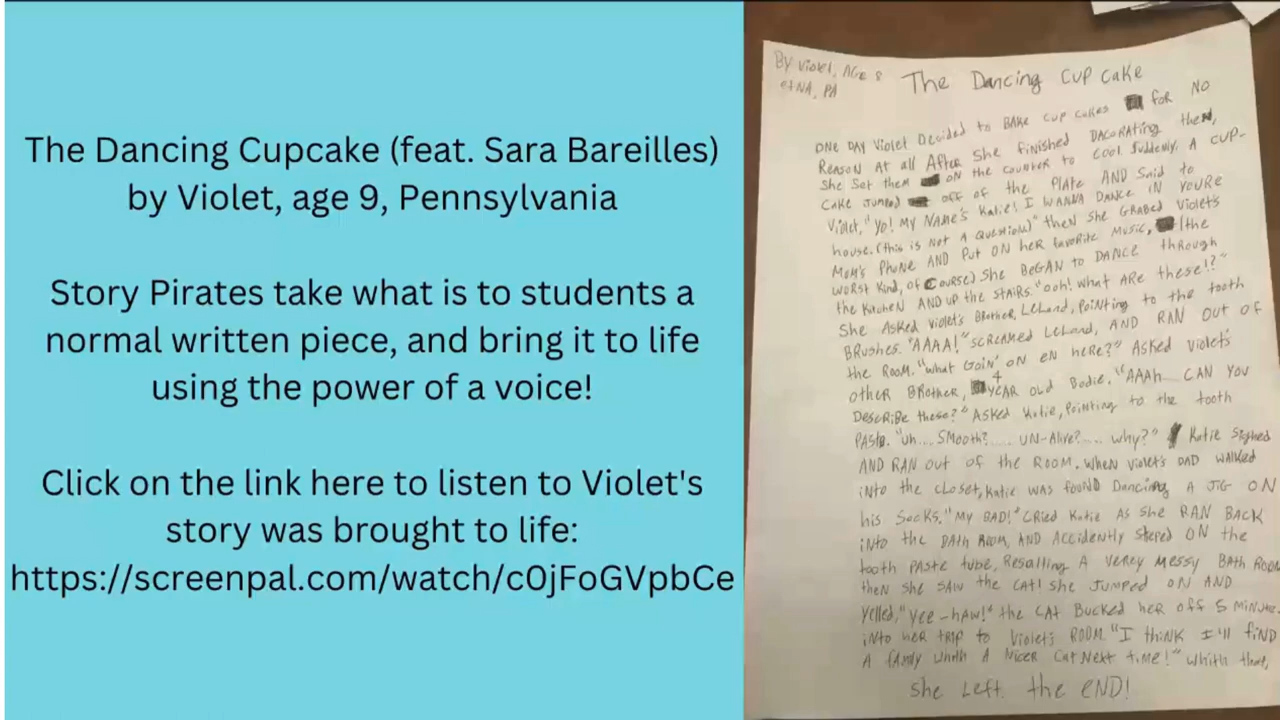 The Dancing Cupcake (feat. Sara Bareilles)
by Violet, age 9, Pennsylvania
Story Pirates take what is to students a
normal written piece, and bring it to life
using the power of a voice!
Click on the link here to listen to Violet's
story was brought to life:
https://screenpal.com/watch/c0jFoGVpbCe
By Violet, Age 8
EtNA, PA
The Dancing Cup Cake
ONE DAY Violet Decided to BAke cup cakes for NO
Reason At all After She finished DAcoRAting theN,
She Set them ON the couNter to cool Suddenly, A cup-
cake Jumped off of the PlAte AND SAid to
Violet, "Yo! My NAMe's KAtie! I WANNA DANce IN YouRe
house. (this is Not A question)" then She GRABed Violet's
MoM's PhoNe AND Put ON heR favoRite Music, (the
WoRst Kind, of Course) She BeGAN to DANce thRough
the Kitchen ANDup the StAiRs. "ooh! What ARe these!?"
She Asked Violet's BRotheR, LelAnd, Pointing to the tooth
BRushes. "AAAA!" ScReAMed LelAnd, AND RAN out of
the Room. "what Goin' oN eN heRe?" Asked Violet's
otheR BRotheR, 4 YeAR old Bodie. "AAAh... CAN you
DescRiBe these?" Asked Katie, Pointing to the tooth
PASte. "uh... SMooth?.... UN-Alive?.... why?" KAtie Sighed
AND RAN out of the RooM. WheN Violet's DAD WAlked
iNto the closet, KAtie wAs fouND DANciNg A JiG ON
his Socks. "MY BAD!" CRied KAtie As She RAN BACK
iNto the BAth RooM, AND AcciDently StePed ON the
tooth PAste tube, ResAlling A VeRey Messy BAth RooM
then She SAW the CAt! She JuMPed oN AND
Yelled, "Yee-hAw!" the CAt Bucked heR off 5 MiNute
iNto heR tRiP to Violet's RooM. "I thiNk I'll fiND
A fAMly Whith A NiceR CAt Next tiMe!" Whith thAt,
She Left. the eND!